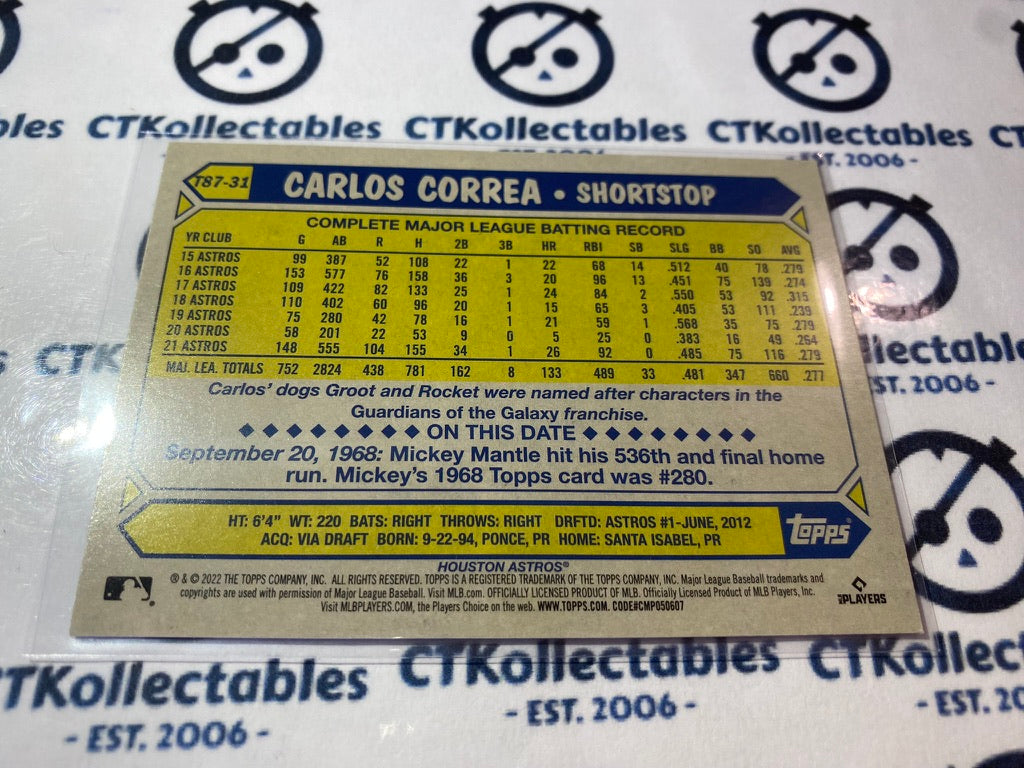 oles CTKollectables CTKollectables CTKollectables
ST. 2006 -
T87-31 CARLOS CORREA • SHORTSTOP
COMPLETE MAJOR LEAGUE BATTING RECORD
YR CLUB G AB R H 2B 3B HR RBI SB SLG BB SO AVG
15 ASTROS 99 387 52 108 22 1 22 68 14 .512 40 78 .279
16 ASTROS 153 577 76 158 36 3 20 96 13 .451 75 139 .274
17 ASTROS 109 422 82 133 25 1 24 84 2 .550 53 92 .315
18 ASTROS 110 402 60 96 20 1 15 65 3 .405 53 111 .239
19 ASTROS 75 280 42 78 16 1 21 59 1 .568 35 75 .279
20 ASTROS 58 201 22 53 9 0 5 25 0 .383 16 49 .264
21 ASTROS 148 555 104 155 34 1 26 92 0 .485 75 116 .279
MAJ. LEA. TOTALS 752 2824 438 781 162 8 133 489 33 .481 347 660 .277
Carlos' dogs Groot and Rocket were named after characters in the
Guardians of the Galaxy franchise.
ON THIS DATE
September 20, 1968: Mickey Mantle hit his 536th and final home
run. Mickey's 1968 Topps card was #280.
HT: 6'4" WT: 220 BATS: RIGHT THROWS: RIGHT DRFTD: ASTROS #1-JUNE, 2012
ACQ: VIA DRAFT BORN: 9-22-94, PONCE, PR HOME: SANTA ISABEL, PR
topps®
HOUSTON ASTROS®
® & © 2022 THE TOPPS COMPANY, INC. ALL RIGHTS RESERVED. TOPPS IS A REGISTERED TRADEMARK OF THE TOPPS COMPANY, INC. Major League Baseball trademarks and
copyrights are used with permission of Major League Baseball. Visit MLB.com. OFFICIALLY LICENSED PRODUCT OF MLB. Officially Licensed Product of MLB Players, Inc.
Visit MLBPLAYERS.COM, the Players Choice on the web. WWW.TOPPS.COM. CODE#CMP050607
MLB PLAYERS
CTK
llectables
ST. 2006 -
TKollectables CTKollectables CTKollec
- EST. 2006 - - EST. 2006 - - EST. 20